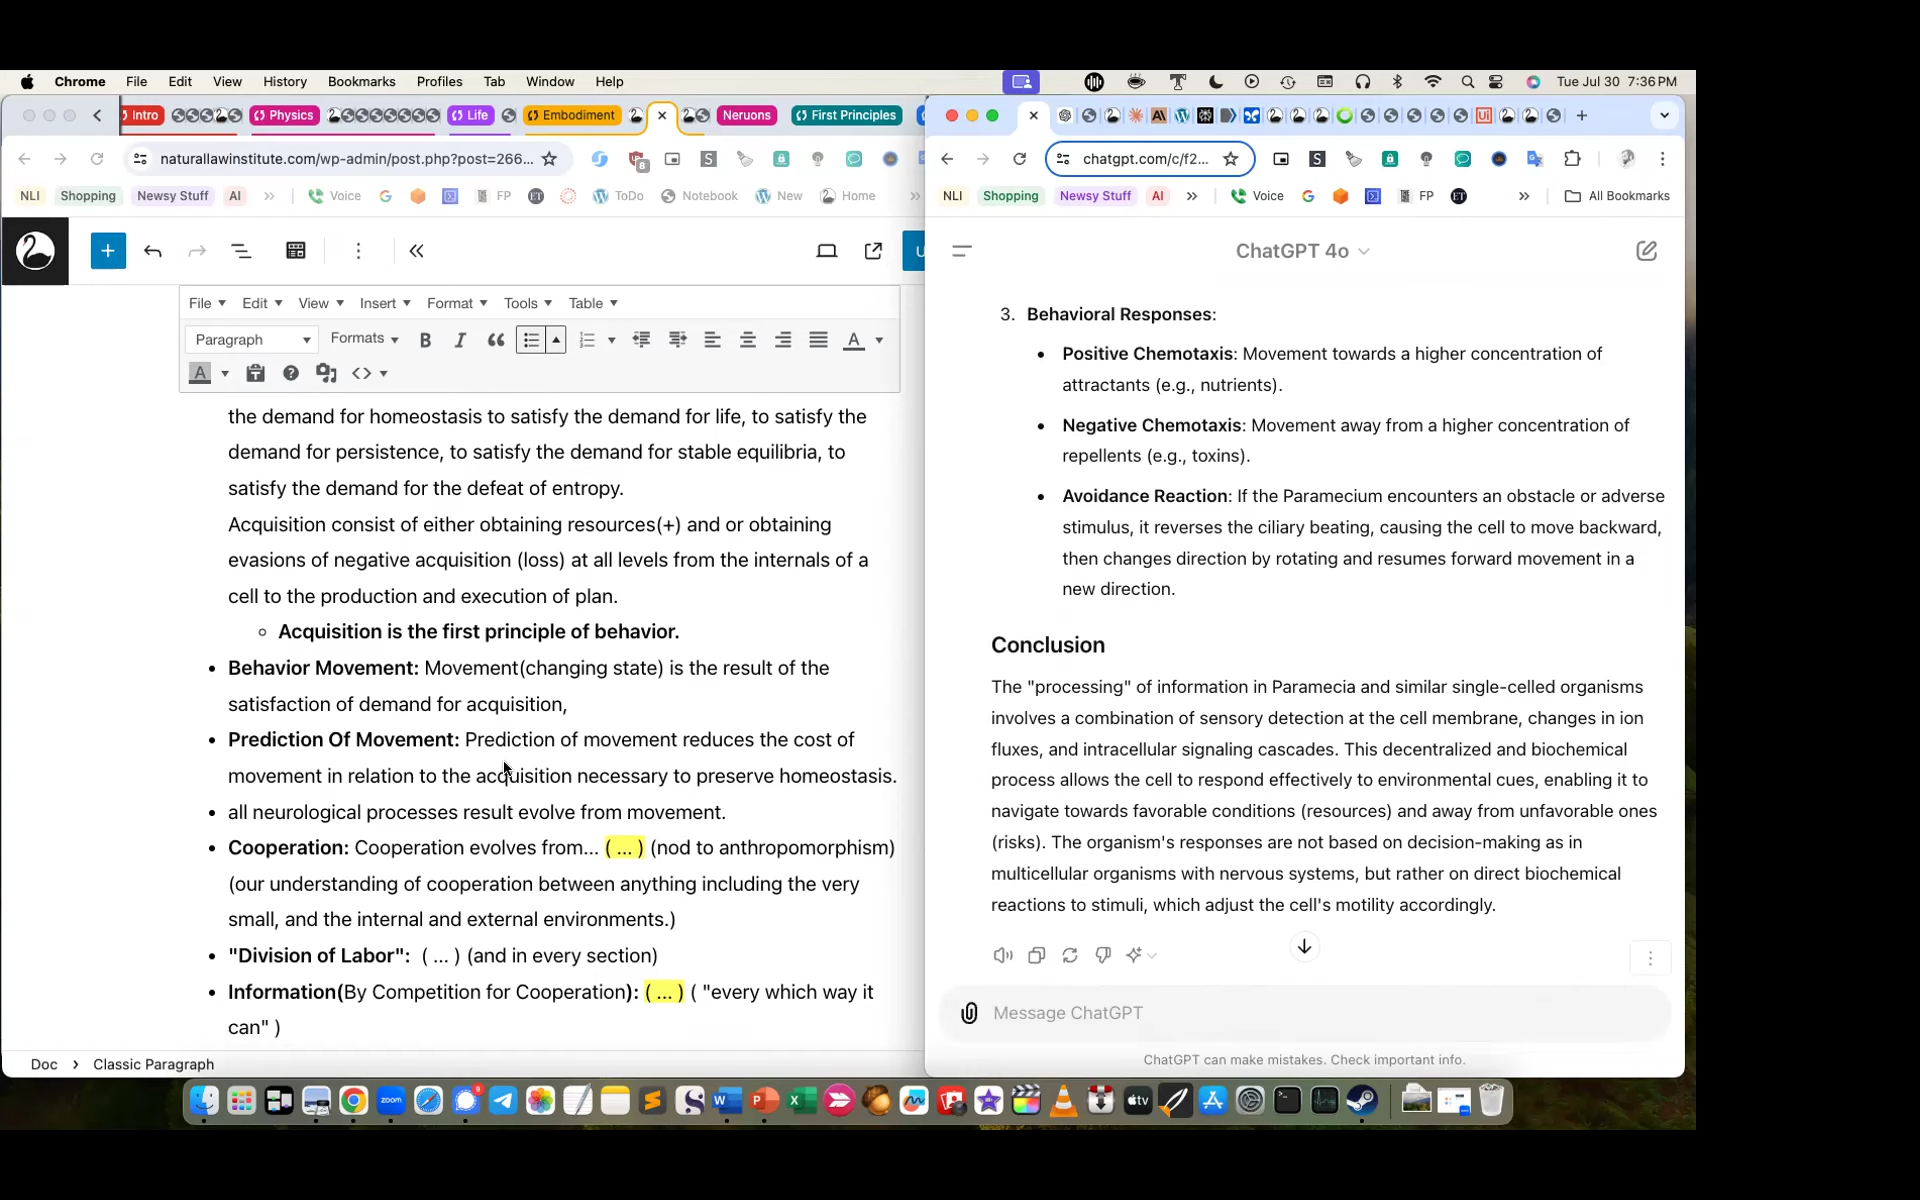 Chrome File Edit View History Bookmarks Profiles Tab Window Help
Tue Jul 30 7:36 PM
Intro Physics Life Embodiment Neruons First Principles
naturallawinstitute.com/wp-admin/post.php?post=266...
NLI Shopping Newsy Stuff AI » Voice FP ToDo Notebook New Home »
File Edit View Insert Format Tools Table
Paragraph Formats
the demand for homeostasis to satisfy the demand for life, to satisfy the
demand for persistence, to satisfy the demand for stable equilibria, to
satisfy the demand for the defeat of entropy.
Acquisition consist of either obtaining resources(+) and or obtaining
evasions of negative acquisition (loss) at all levels from the internals of a
cell to the production and execution of plan.
Acquisition is the first principle of behavior.
Behavior Movement: Movement(changing state) is the result of the
satisfaction of demand for acquisition,
Prediction Of Movement: Prediction of movement reduces the cost of
movement in relation to the acquisition necessary to preserve homeostasis.
all neurological processes result evolve from movement.
Cooperation: Cooperation evolves from... ( ... ) (nod to anthropomorphism)
(our understanding of cooperation between anything including the very
small, and the internal and external environments.)
"Division of Labor": ( ... ) (and in every section)
Information(By Competition for Cooperation): ( ... ) ( "every which way it
can" )
Doc › Classic Paragraph
chatgpt.com/c/f2...
NLI Shopping Newsy Stuff AI » Voice FP » All Bookmarks
ChatGPT 4o
3. Behavioral Responses:
Positive Chemotaxis: Movement towards a higher concentration of
attractants (e.g., nutrients).
Negative Chemotaxis: Movement away from a higher concentration of
repellents (e.g., toxins).
Avoidance Reaction: If the Paramecium encounters an obstacle or adverse
stimulus, it reverses the ciliary beating, causing the cell to move backward,
then changes direction by rotating and resumes forward movement in a
new direction.
Conclusion
The "processing" of information in Paramecia and similar single-celled organisms
involves a combination of sensory detection at the cell membrane, changes in ion
fluxes, and intracellular signaling cascades. This decentralized and biochemical
process allows the cell to respond effectively to environmental cues, enabling it to
navigate towards favorable conditions (resources) and away from unfavorable ones
(risks). The organism's responses are not based on decision-making as in
multicellular organisms with nervous systems, but rather on direct biochemical
reactions to stimuli, which adjust the cell's motility accordingly.
Message ChatGPT
ChatGPT can make mistakes. Check important info.
zoom tv